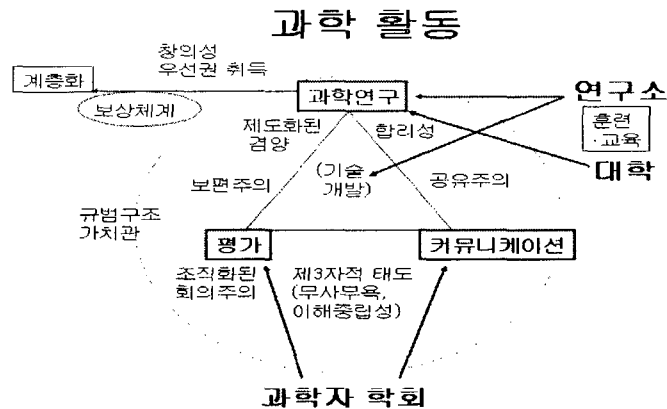 과학 활동
창의성
우선권 취득
계층화
보상체계
과학연구
연구소
훈련
·교육
대학
제도화된
겸양
합리성
(기술
개발)
보편주의
공유주의
규범구조
가치관
평가
커뮤니케이션
조직화된
회의주의
제3자적 태도
(무사무욕,
이해중립성)
과학자 학회